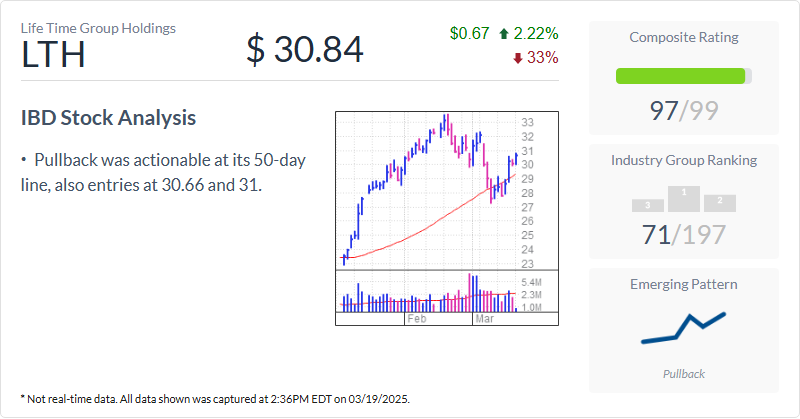 Life Time Group Holdings
LTH
$ 30.84
$0.67 2.22%
33%
IBD Stock Analysis
• Pullback was actionable at its 50-day
line, also entries at 30.66 and 31.
33
32
31
30
29
28
27
26
25
24
23
5.4M
2.3M
1.0M
Feb
Mar
Composite Rating
97/99
Industry Group Ranking
3
1
2
71/197
Emerging Pattern
Pullback
* Not real-time data. All data shown was captured at 2:36PM EDT on 03/19/2025.